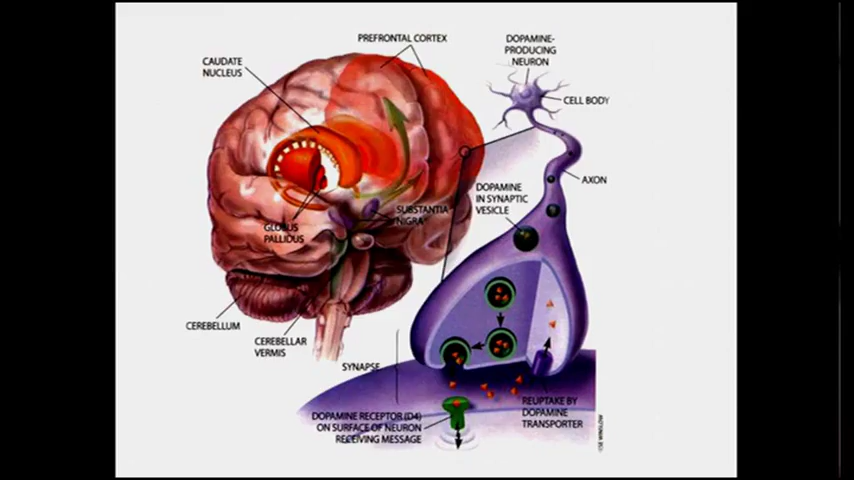 PREFRONTAL CORTEX
DOPAMINE-
PRODUCING
NEURON
CAUDATE
NUCLEUS
CELL BODY
AXON
DOPAMINE
IN SYNAPTIC
VESICLE
SUBSTANTIA
NIGRA
GLOBUS
PALLIDUS
CEREBELLUM
CEREBELLAR
VERMIS
SYNAPSE
DOPAMINE RECEPTOR (D4)
ON SURFACE OF NEURON
RECEIVING MESSAGE
REUPTAKE BY
DOPAMINE
TRANSPORTER